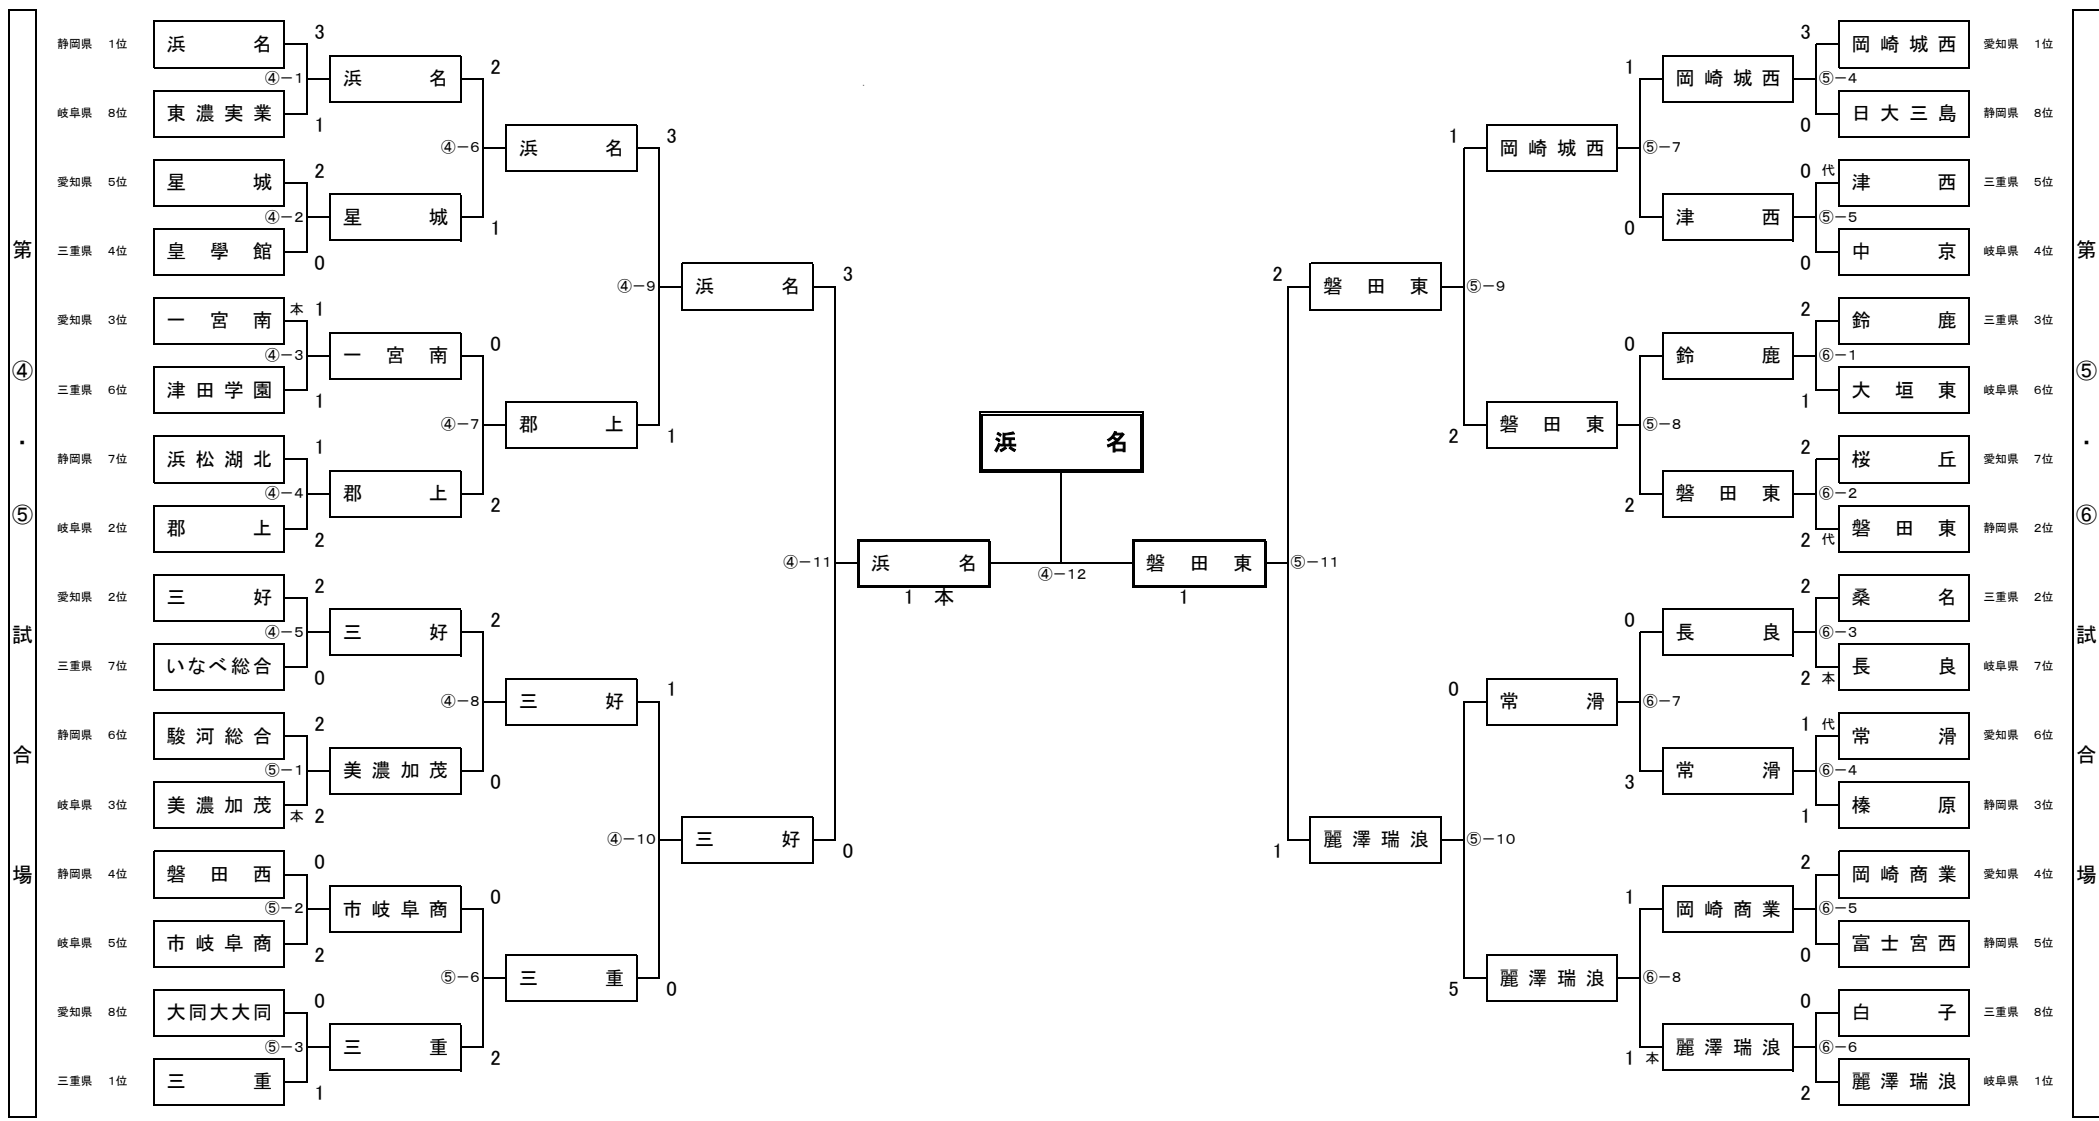 第④・⑤試合場
静岡県 1位 浜名 3
④－1 浜名 2
岐阜県 8位 東濃実業 1
④－6 浜名 3
愛知県 5位 星城 2
④－2 星城 1
三重県 4位 皇學館 0
④－9 浜名 3
愛知県 3位 一宮南 本 1
④－3 一宮南 0
三重県 6位 津田学園 1
④－7 郡上 1
静岡県 7位 浜松湖北 1
④－4 郡上 2
岐阜県 2位 郡上 2
④－11 浜名 1 本
愛知県 2位 三好 2
④－5 三好 2
三重県 7位 いなべ総合 0
④－8 三好 1
静岡県 6位 駿河総合 2
⑤－1 美濃加茂 0
岐阜県 3位 美濃加茂 本 2
④－10 三好 0
静岡県 4位 磐田西 0
⑤－2 市岐阜商 0
岐阜県 5位 市岐阜商 2
⑤－6 三重 0
愛知県 8位 大同大大同 0
⑤－3 三重 2
三重県 1位 三重 1
浜名
④－12
3 岡崎城西 愛知県 1位
1 岡崎城西 ⑤－4
0 日大三島 静岡県 8位
1 岡崎城西 ⑤－7
0 代 津西 三重県 5位
0 津西 ⑤－5
0 中京 岐阜県 4位
2 磐田東 ⑤－9
2 鈴鹿 三重県 3位
0 鈴鹿 ⑥－1
1 大垣東 岐阜県 6位
2 磐田東 ⑤－8
2 桜丘 愛知県 7位
2 磐田東 ⑥－2
2 代 磐田東 静岡県 2位
磐田東 1 ⑤－11
2 桑名 三重県 2位
0 長良 ⑥－3
2 本 長良 岐阜県 7位
0 常滑 ⑥－7
1 代 常滑 愛知県 6位
3 常滑 ⑥－4
1 榛原 静岡県 3位
1 麗澤瑞浪 ⑤－10
2 岡崎商業 愛知県 4位
1 岡崎商業 ⑥－5
0 富士宮西 静岡県 5位
5 麗澤瑞浪 ⑥－8
0 白子 三重県 8位
1 本 麗澤瑞浪 ⑥－6
2 麗澤瑞浪 岐阜県 1位
第⑤・⑥試合場